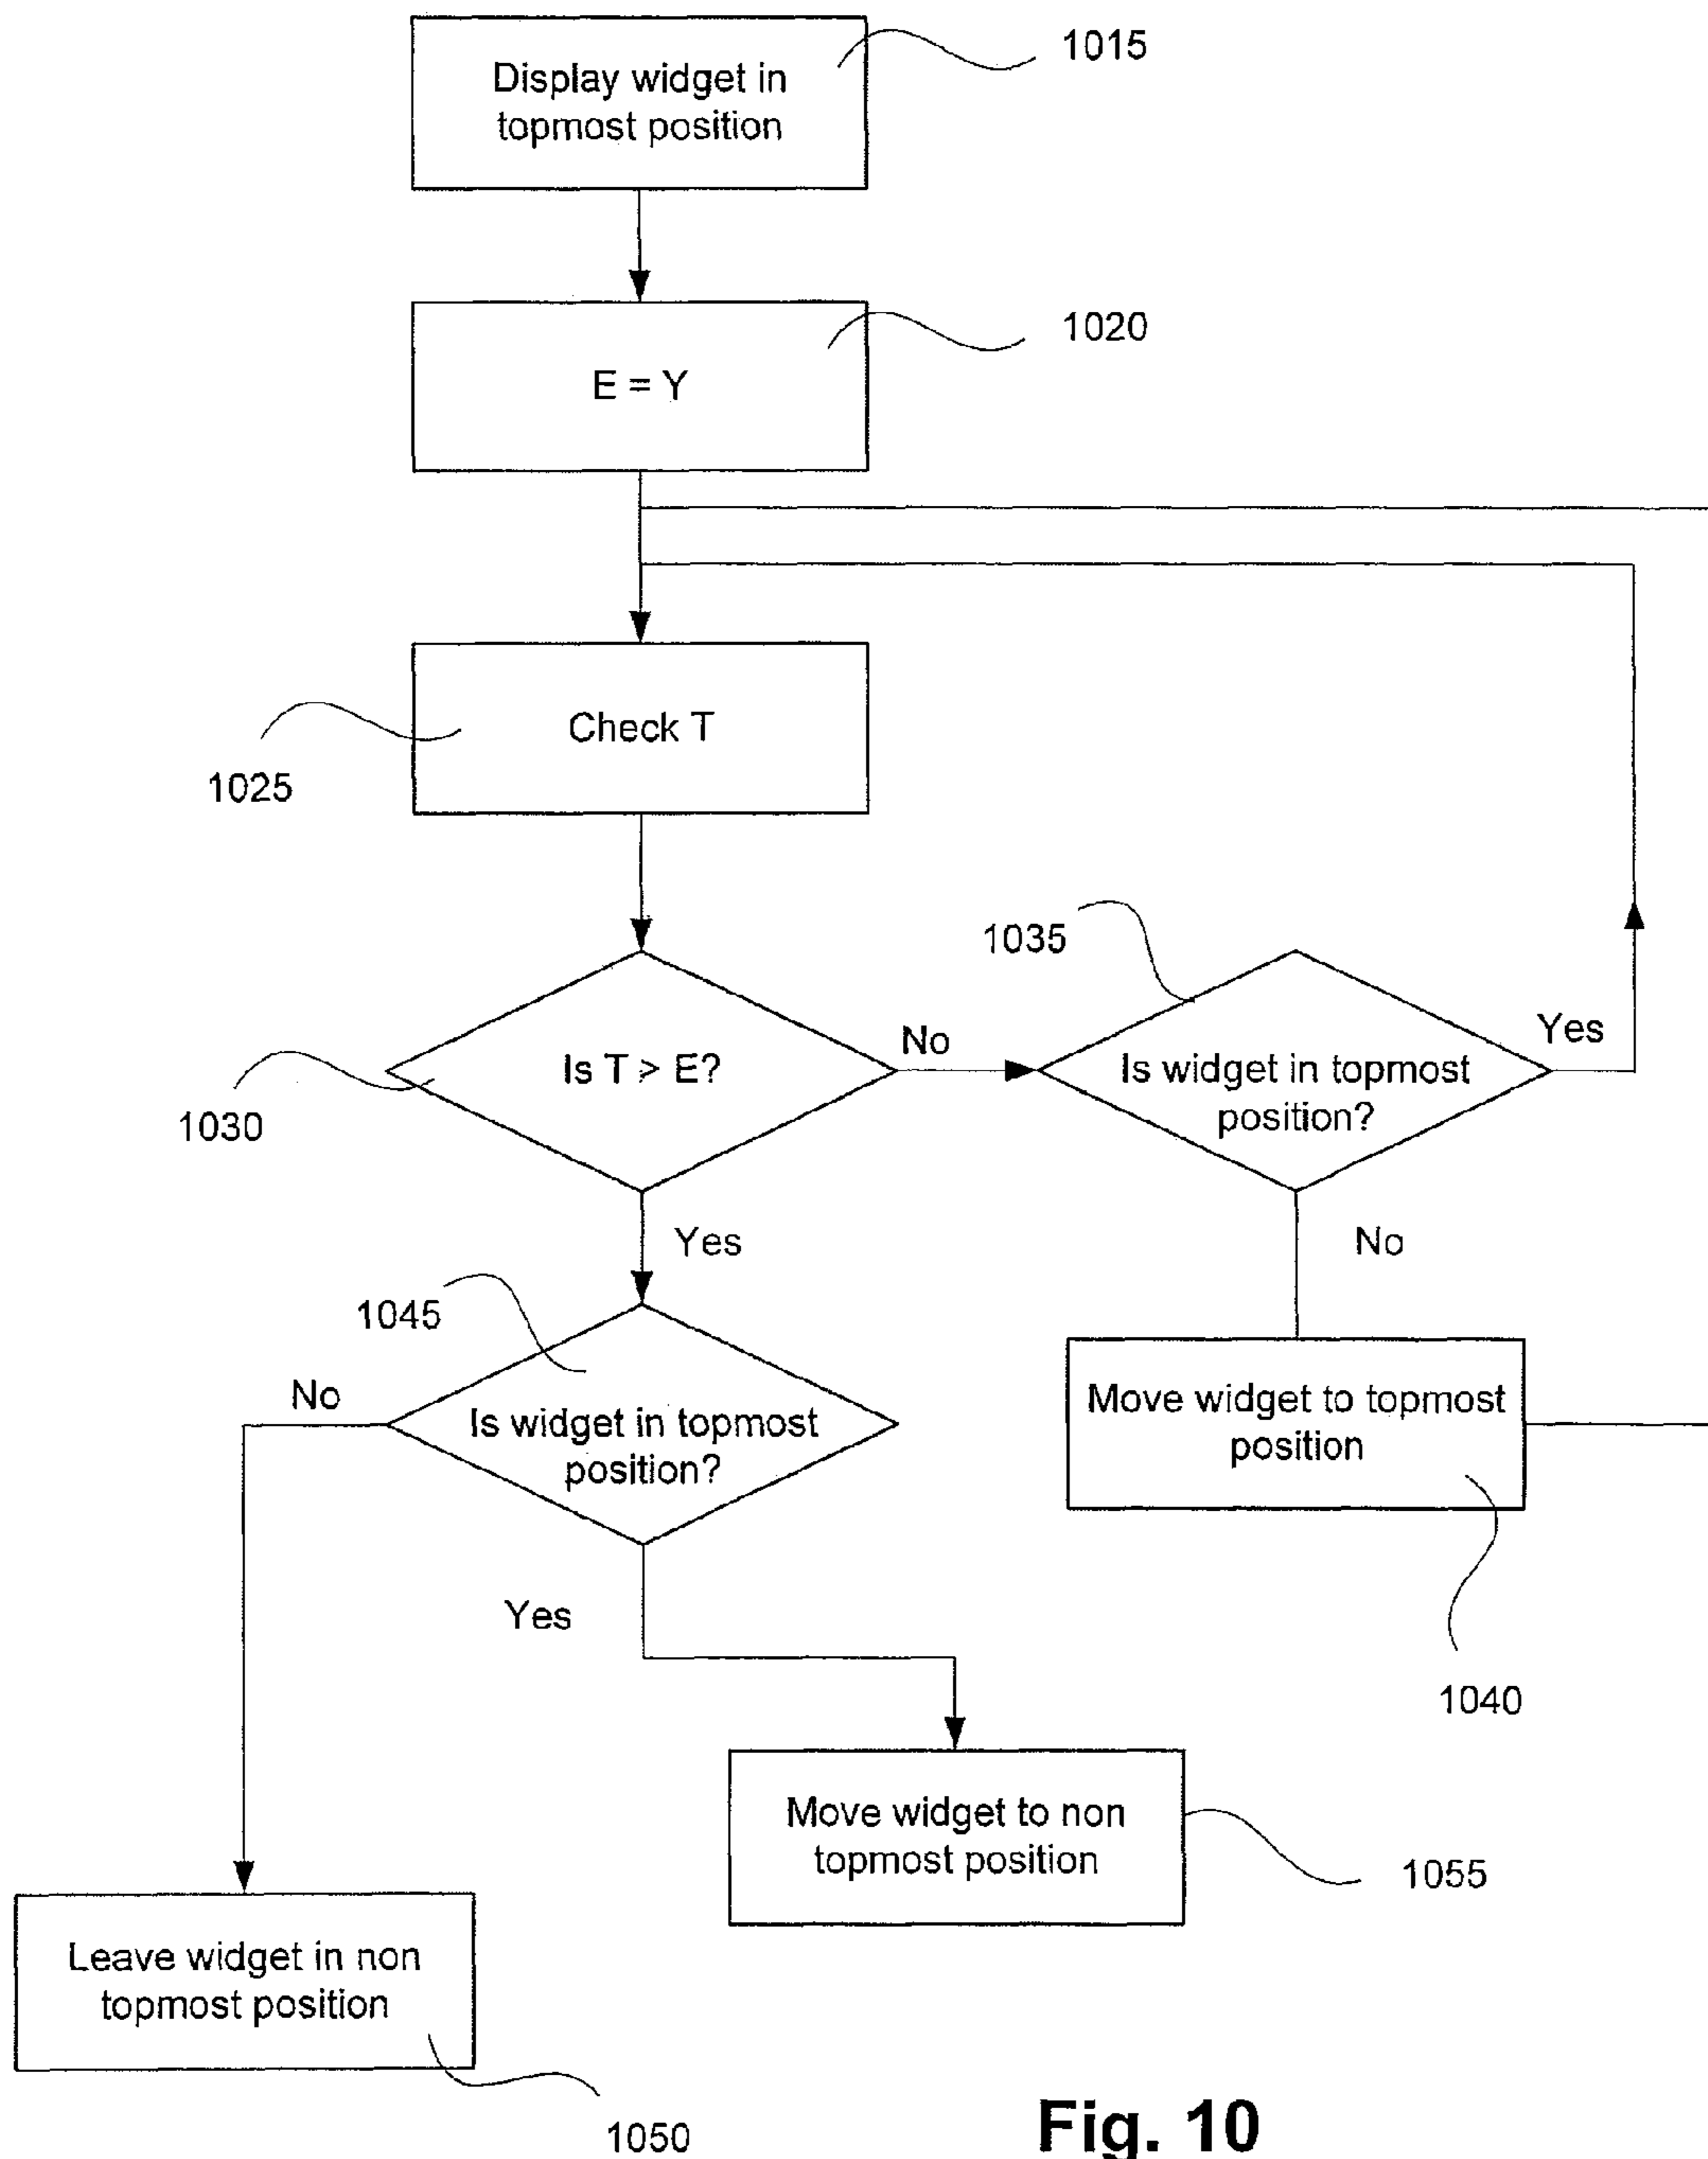 1015
Display widget in
topmost position
1020
E = Y
Check T
1025
1035
Is T > E?
No
Is widget in topmost
position?
Yes
1030
Yes
No
1045
No
Is widget in topmost
position?
Move widget to topmost
position
Yes
1040
Move widget to non
topmost position
1055
Leave widget in non
topmost position
1050
Fig. 10